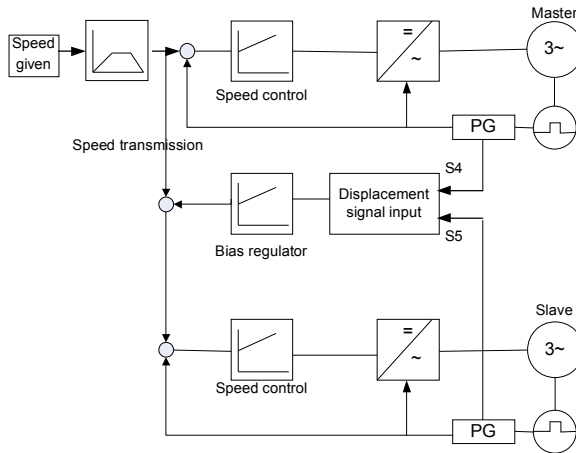 Master
Speed
given
=
~
3~
Speed control
PG
Speed transmission
S4
Displacement
signal input
S5
Bias regulator
Slave
=
~
3~
Speed control
PG